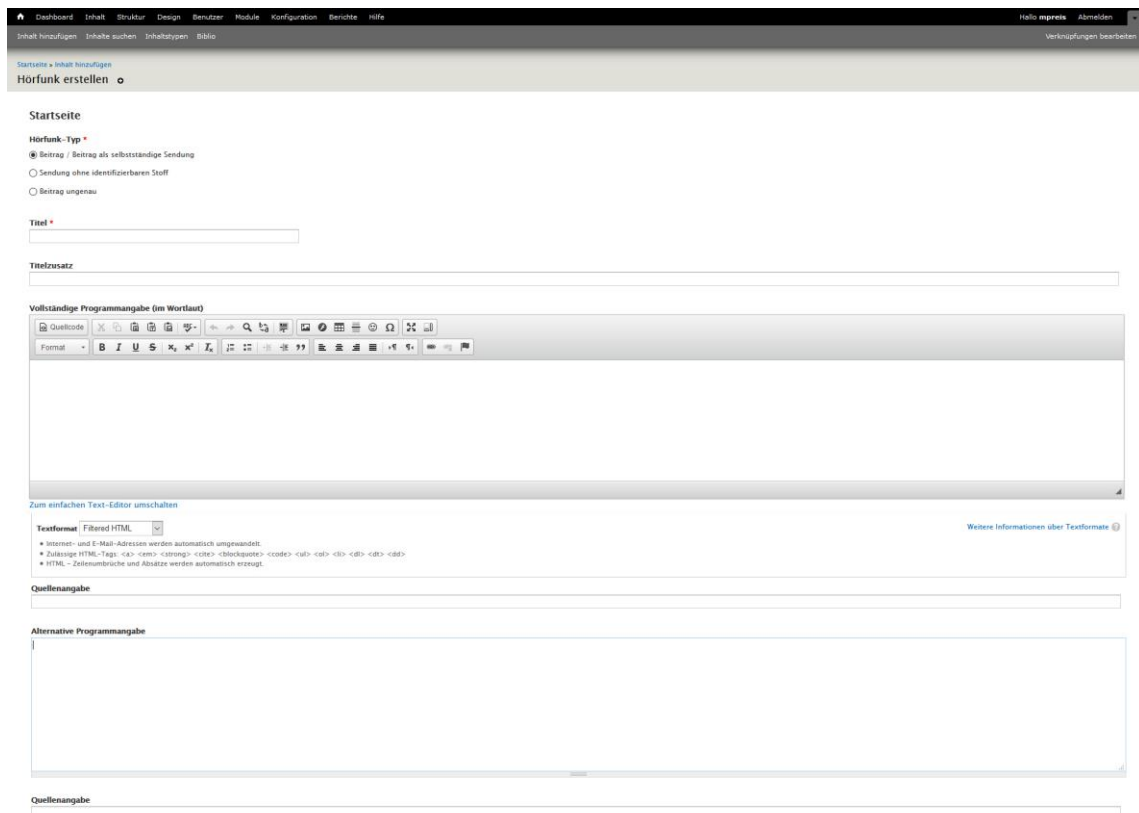 Dashboard Inhalt Struktur Design Benutzer Module Konfiguration Berichte Hilfe Hallo mpreis Abmelden
Inhalt hinzufügen Inhalte suchen Inhaltstypen Biblio Verknüpfungen bearbeiten
Startseite » Inhalt hinzufügen
Hörfunk erstellen
Startseite
Hörfunk-Typ *
Beitrag / Beitrag als selbstständige Sendung
Sendung ohne identifizierbaren Stoff
Beitrag ungenau
Titel *
Titelzusatz
Vollständige Programmangabe (im Wortlaut)
Quellcode
Format B I U S x₂ x² Iₓ
Zum einfachen Text-Editor umschalten
Textformat Filtered HTML Weitere Informationen über Textformate
• Internet- und E-Mail-Adressen werden automatisch umgewandelt.
• Zulässige HTML-Tags: <a> <em> <strong> <cite> <blockquote> <code> <ul> <ol> <li> <dl> <dt> <dd>
• HTML - Zeilenumbrüche und Absätze werden automatisch erzeugt.
Quellenangabe
Alternative Programmangabe
Quellenangabe